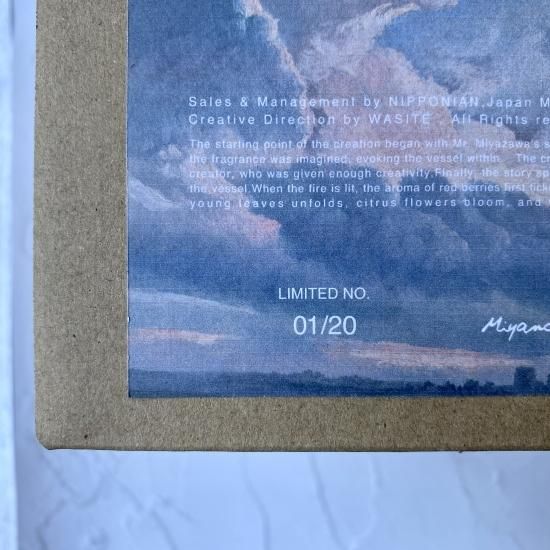 Sales & Management by NIPPONIAN,Japan M
Creative Direction by WASITE . All Rights re
The starting point of the creation began with Mr. Miyazawa's s
the fragrance was imagined, evoking the vessel within. The cr
creator, who was given enough creativity.Finally, the story sp
the vessel.When the fire is lit, the aroma of red berries first tick
young leaves unfolds, citrus flowers bloom, and
LIMITED NO.
01/20